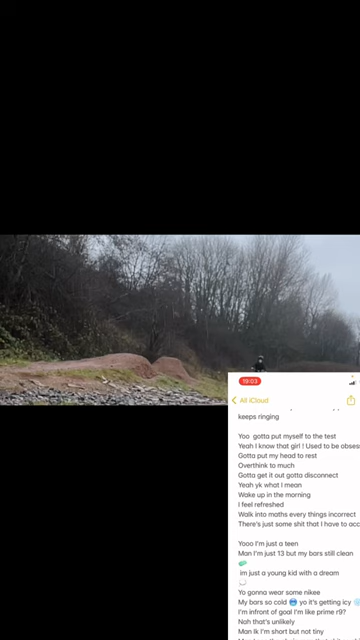 19:03
All iCloud
keeps ringing
Yoo gotta put myself to the test
Yeah I know that girl ! Used to be
Gotta put my head to rest
Overthink to much
Gotta get it out gotta disconnect
Yeah yk what I mean
Wake up in the morning
I feel refreshed
Walk into maths every things incorrect
There's just some shit that I have to
Yooo I'm just a teen
Man I'm just 13 but my bars still clean
im just a young kid with a dream
Yo gonna wear some nikee
My bars so cold 🥶 yo it's getting icy
I'm infront of goal I'm like prime r9?
Noh that's unlikely
Man Ik I'm short but not tiny